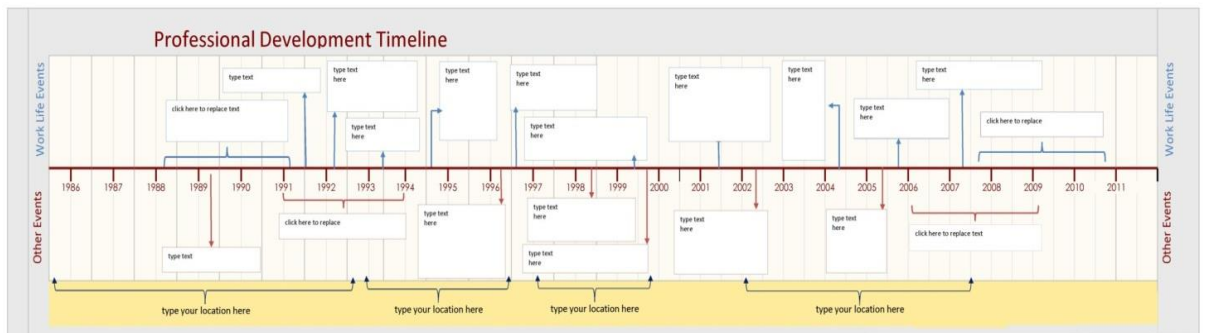 Professional Development Timeline
Work Life Events
Work Life Events
type text
type text
here
type text
here
type text
here
type text
here
type text
here
click here to replace text
type text
here
type text
here
type text
here
type text
here
click here to replace
1986 1987 1988 1989 1990 1991 1992 1993 1994 1995 1996 1997 1998 1999 2000 2001 2002 2003 2004 2005 2006 2007 2008 2009 2010 2011
Other Events
Other Events
click here to replace
type text
here
type text
here
type text
here
type text
here
click here to replace text
type text
type text
here
type your location here
type your location here
type your location here
type your location here